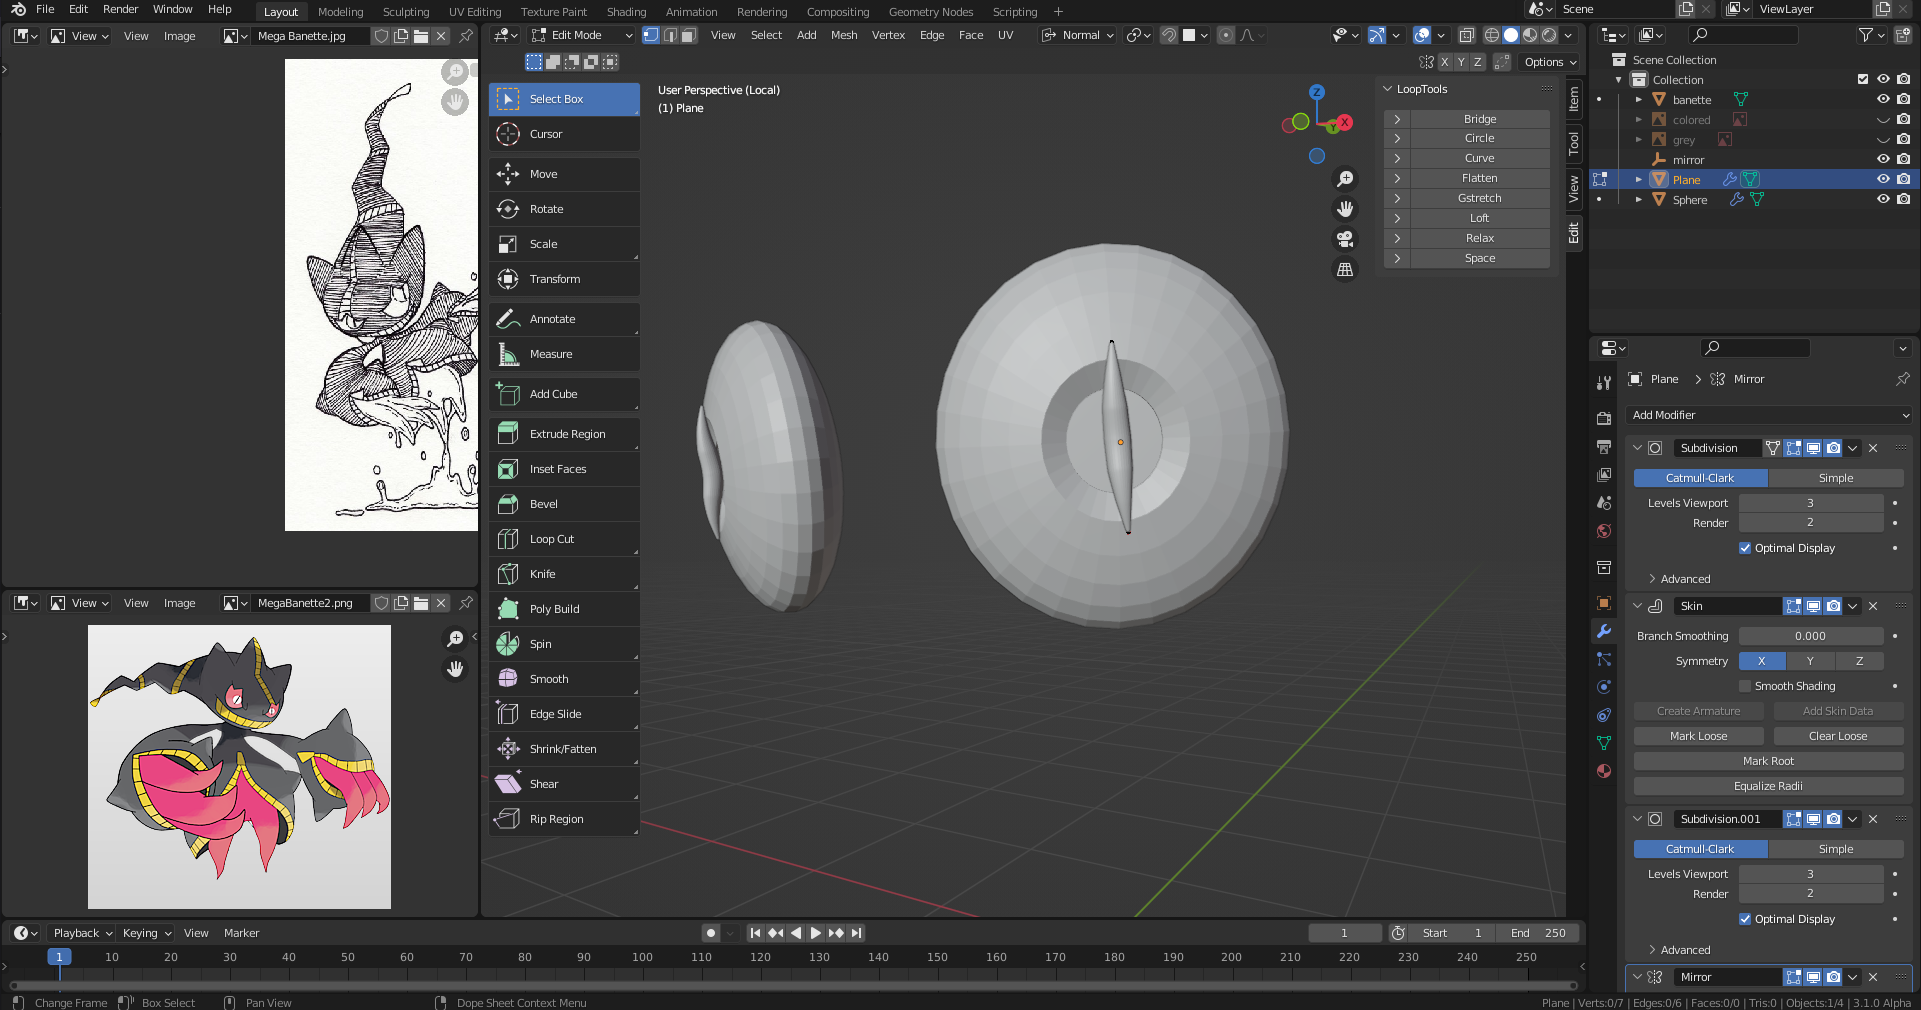 File Edit Render Window Help Layout Modeling Sculpting UV Editing Texture Paint Shading Animation Rendering Compositing Geometry Nodes Scripting + Scene ViewLayer
View View Image Mega Banette.jpg
Edit Mode View Select Add Mesh Vertex Edge Face UV Normal
X Y Z Options
Select Box
Cursor
Move
Rotate
Scale
Transform
Annotate
Measure
Add Cube
Extrude Region
Inset Faces
Bevel
Loop Cut
Knife
Poly Build
Spin
Smooth
Edge Slide
Shrink/Fatten
Shear
Rip Region
User Perspective (Local)
(1) Plane
Z
X
Y
LoopTools
Bridge
Circle
Curve
Flatten
Gstretch
Loft
Relax
Space
Item
Tool
View
Edit
Scene Collection
Collection
banette
colored
grey
mirror
Plane
Sphere
Plane Mirror
Add Modifier
Subdivision
Catmull-Clark Simple
Levels Viewport 3
Render 2
Optimal Display
Advanced
Skin
Branch Smoothing 0.000
Symmetry X Y Z
Smooth Shading
Create Armature Add Skin Data
Mark Loose Clear Loose
Mark Root
Equalize Radii
Subdivision.001
Catmull-Clark Simple
Levels Viewport 3
Render 2
Optimal Display
Advanced
Mirror
View View Image MegaBanette2.png
Playback Keying View Marker 1 Start 1 End 250
1 10 20 30 40 50 60 70 80 90 100 110 120 130 140 150 160 170 180 190 200 210 220 230 240 250
Change Frame Box Select Pan View Dope Sheet Context Menu Plane | Verts:0/7 | Edges:0/6 | Faces:0/0 | Tris:0 | Objects:1/4 | 3.1.0 Alpha